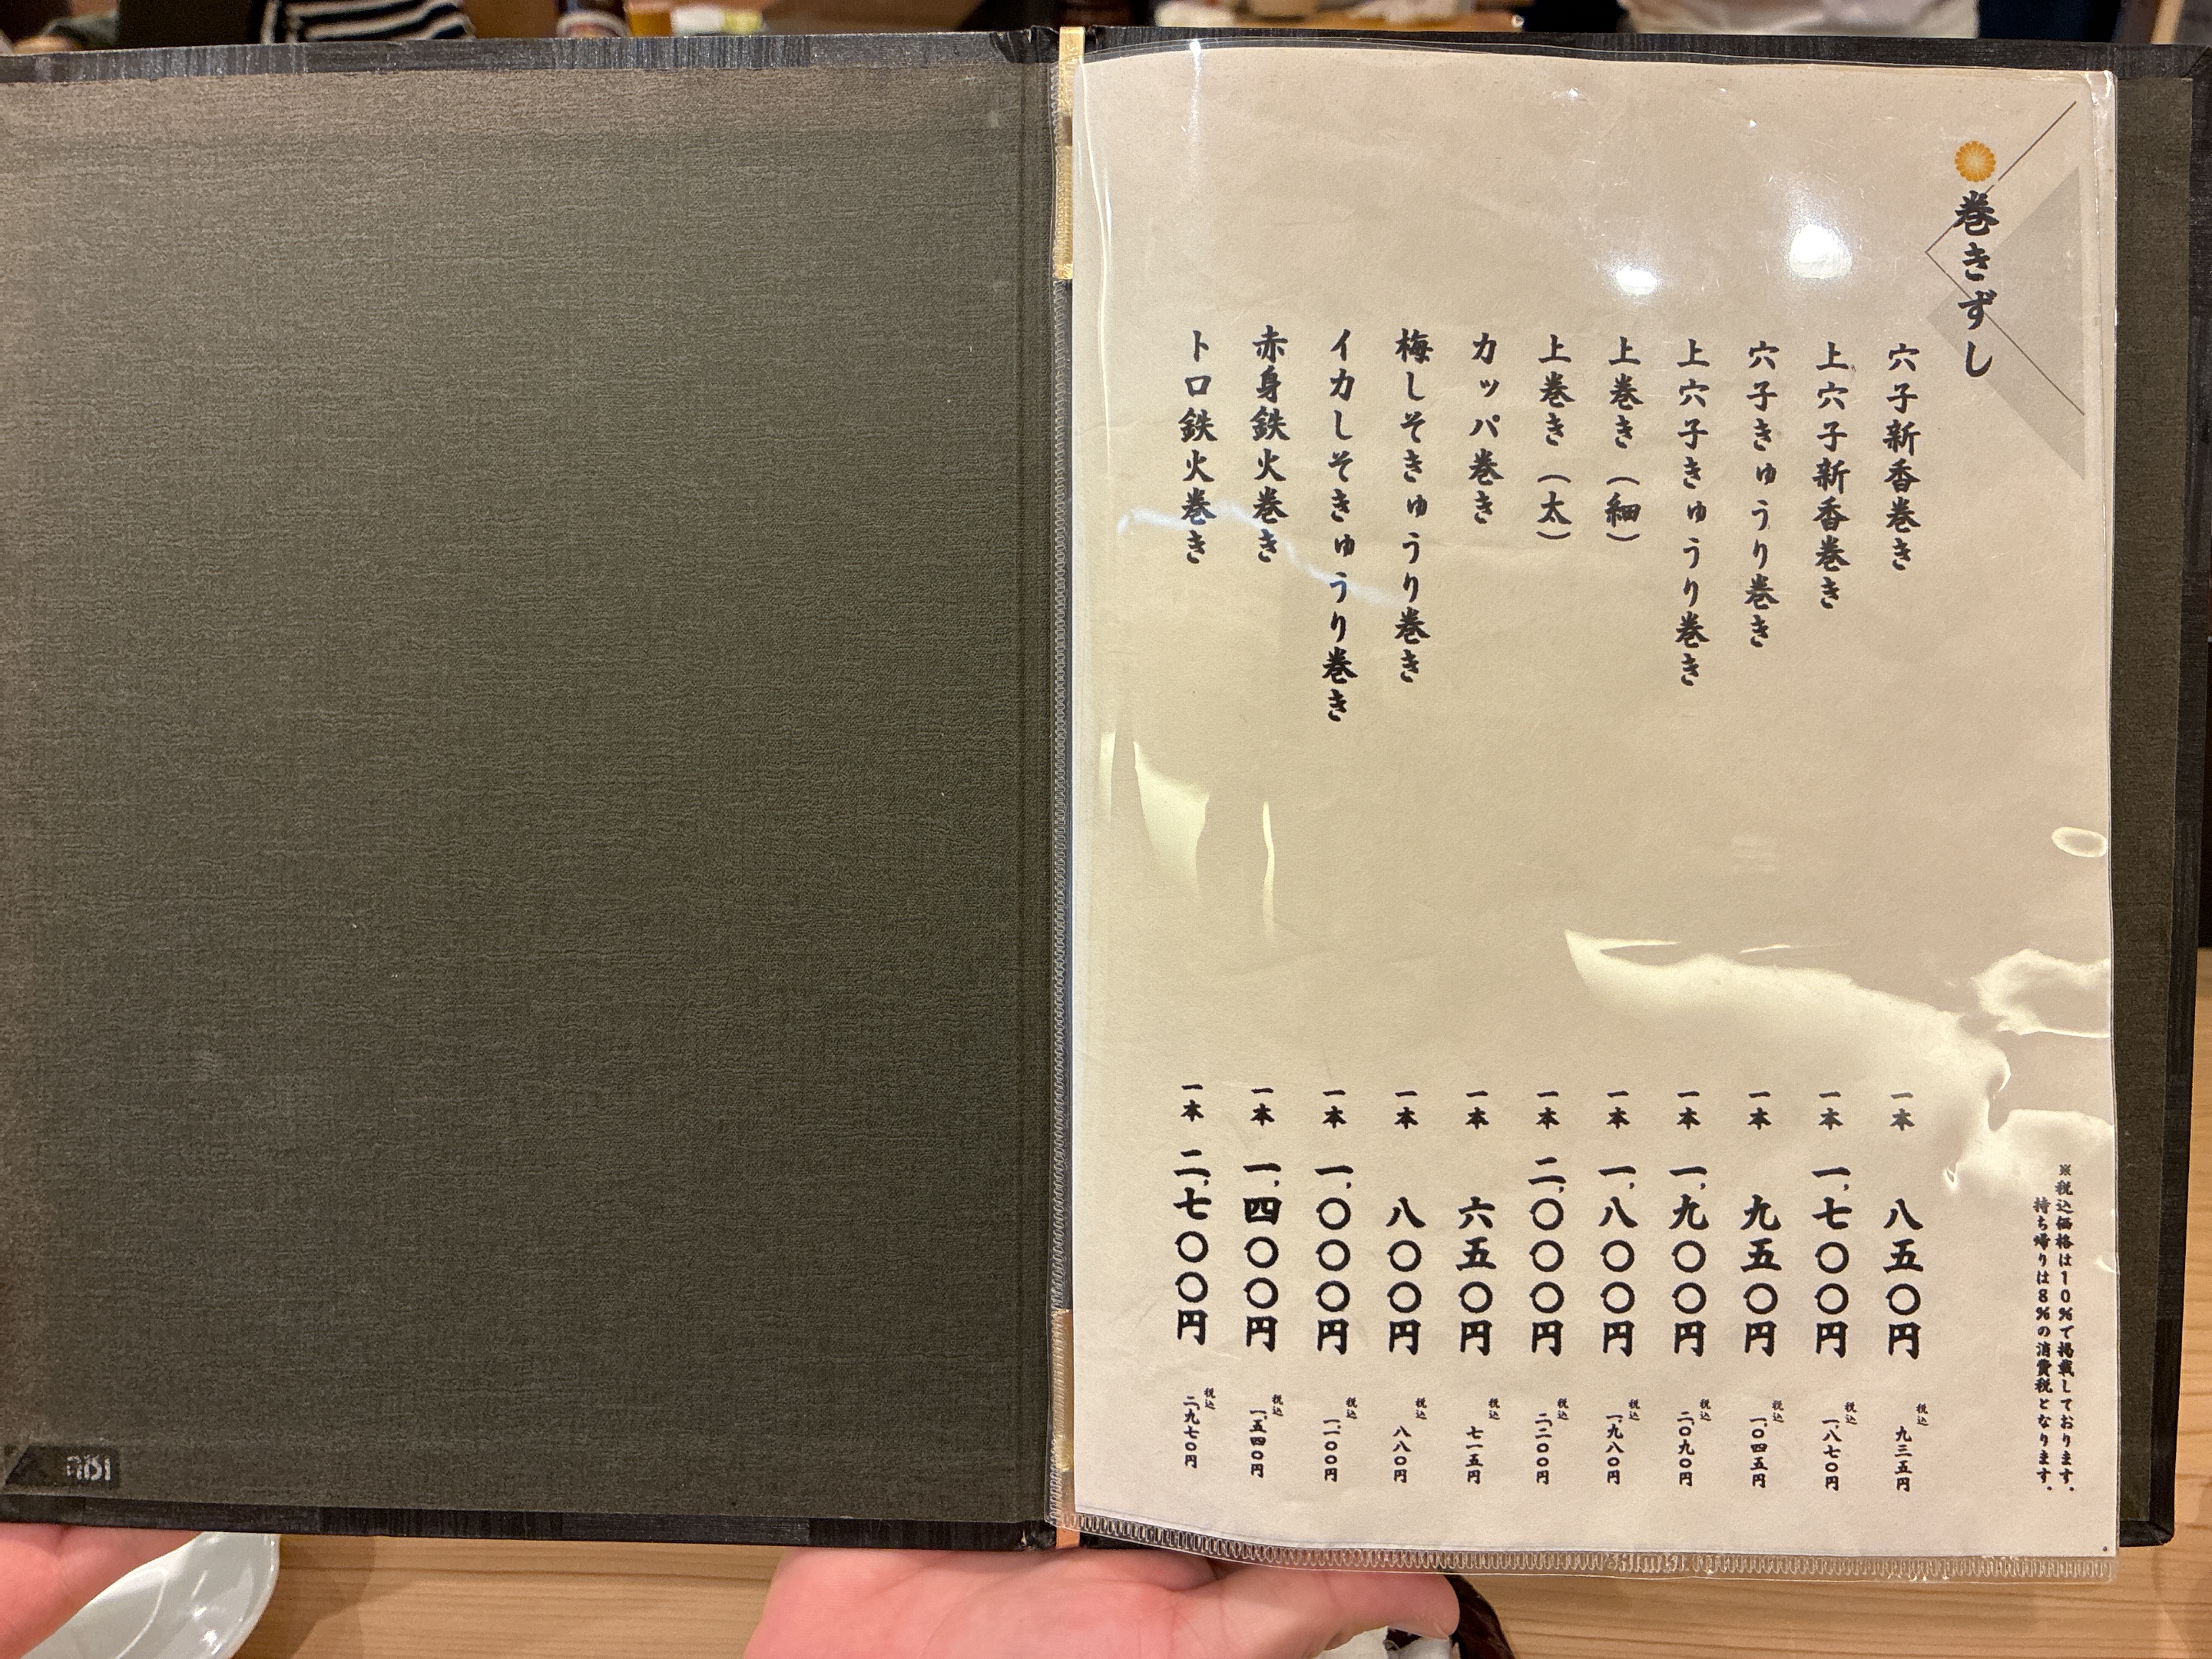 巻きずし
※税込価格は10%で掲載しております。
持ち帰りは8%の消費税となります。
穴子新香巻き 一本 八五〇円 税込 九三五円
上穴子新香巻き 一本 一,七〇〇円 税込 一,八七〇円
穴子きゅうり巻き 一本 九五〇円 税込 一,〇四五円
上穴子きゅうり巻き 一本 一,九〇〇円 税込 二,〇九〇円
上巻き（細） 一本 一,八〇〇円 税込 一,九八〇円
上巻き（太） 一本 二,〇〇〇円 税込 二,二〇〇円
カッパ巻き 一本 六五〇円 税込 七一五円
梅しそきゅうり巻き 一本 八〇〇円 税込 八八〇円
イカしそきゅうり巻き 一本 一,〇〇〇円 税込 一,一〇〇円
赤身鉄火巻き 一本 一,四〇〇円 税込 一,五四〇円
トロ鉄火巻き 一本 二,七〇〇円 税込 二,九七〇円